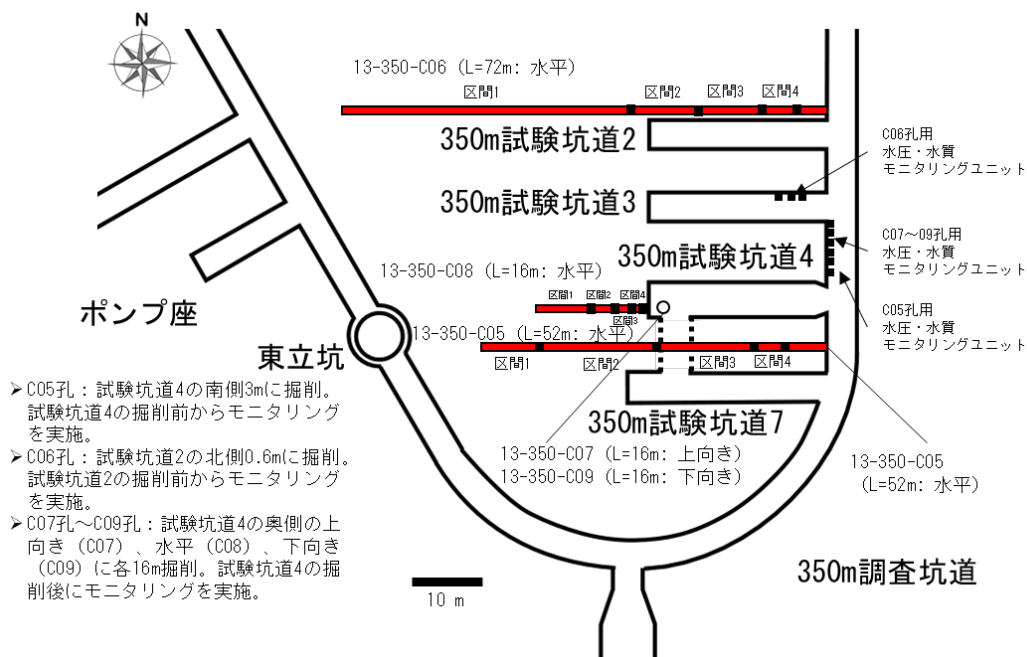 N
13-350-C06 (L=72m: 水平)
区間1
区間2
区間3
区間4
350m試験坑道2
C06孔用
水圧・水質
モニタリングユニット
350m試験坑道3
350m試験坑道4
C07～09孔用
水圧・水質
モニタリングユニット
13-350-C08 (L=16m: 水平)
区間1
区間2
区間4
区間3
ポンプ座
東立坑
13-350-C05 (L=52m: 水平)
区間1
区間2
区間3
区間4
C05孔用
水圧・水質
モニタリングユニット
350m試験坑道7
13-350-C07 (L=16m: 上向き)
13-350-C09 (L=16m: 下向き)
13-350-C05
(L=52m: 水平)
➢C05孔：試験坑道4の南側3mに掘削。
試験坑道4の掘削前からモニタリング
を実施。
➢C06孔：試験坑道2の北側0.6mに掘削。
試験坑道2の掘削前からモニタリング
を実施。
➢C07孔～C09孔：試験坑道4の奥側の上
向き（C07）、水平（C08）、下向き
（C09）に各16m掘削。試験坑道4の掘
削後にモニタリングを実施。
10 m
350m調査坑道